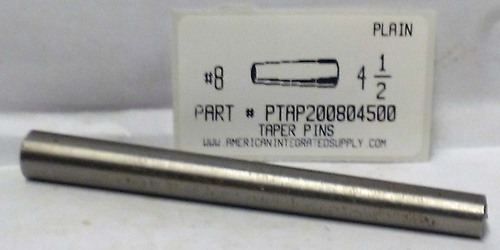 PLAIN
#8 4 1/2
PART # PTAP200804500
TAPER PINS
WWW.AMERICANINTEGRATEDSUPPLY.COM